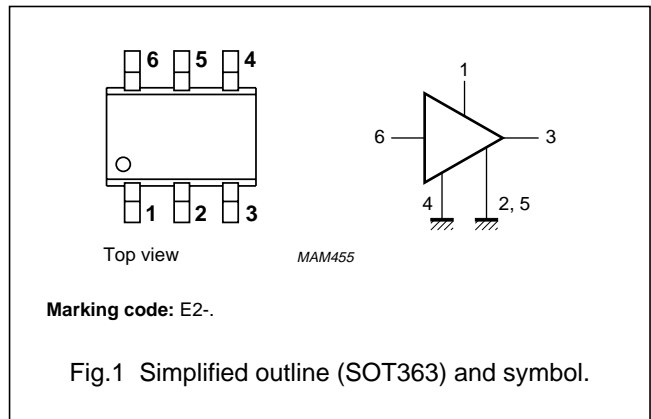 6 5 4
1 2 3
Top view
1
6
3
4
2, 5
MAM455
Marking code: E2-.
Fig.1 Simplified outline (SOT363) and symbol.